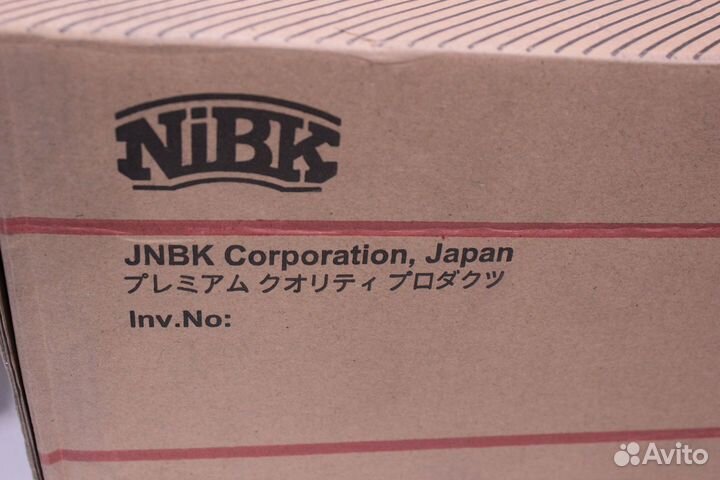 NiBK
JNBK Corporation, Japan
プレミアム クオリティ プロダクツ
Inv.No:
Avito